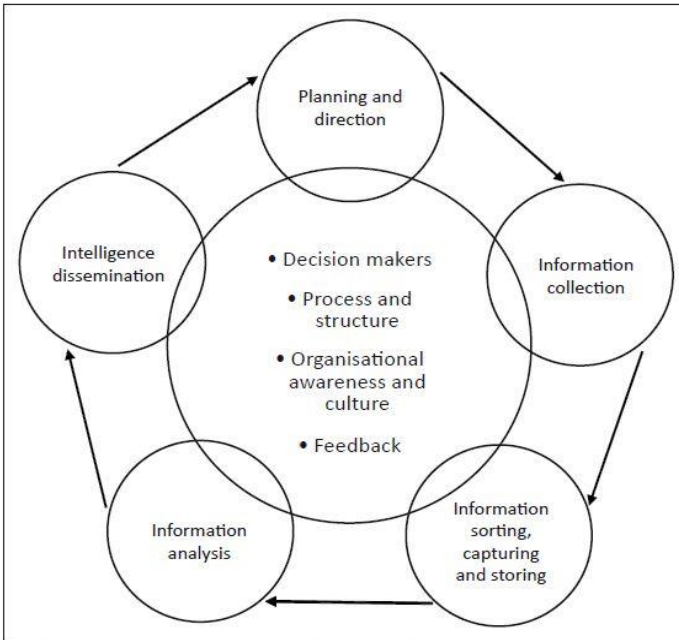 Planning and
direction
Intelligence
dissemination
• Decision makers
• Process and
structure
• Organisational
awareness and
culture
• Feedback
Information
collection
Information
analysis
Information
sorting,
capturing
and storing